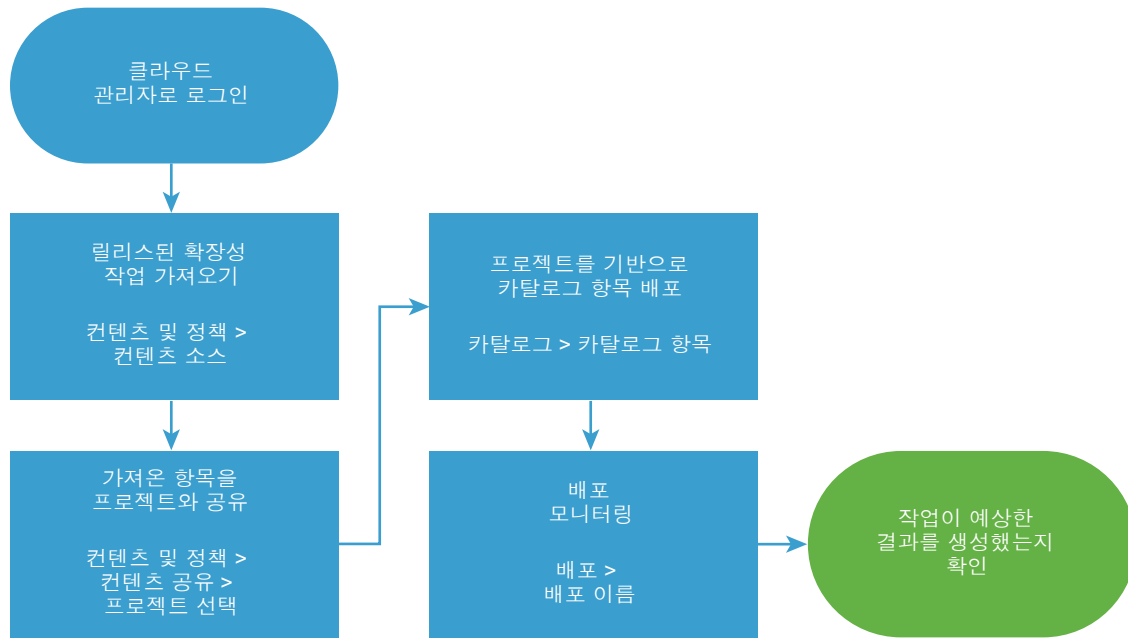 클라우드
관리자로 로그인
릴리스된 확장성
작업 가져오기
컨텐츠 및 정책 >
컨텐츠 소스
가져온 항목을
프로젝트와 공유
컨텐츠 및 정책 >
컨텐츠 공유 >
프로젝트 선택
프로젝트를 기반으로
카탈로그 항목 배포
카탈로그 > 카탈로그 항목
배포
모니터링
배포 >
배포 이름
작업이 예상한
결과를 생성했는지
확인